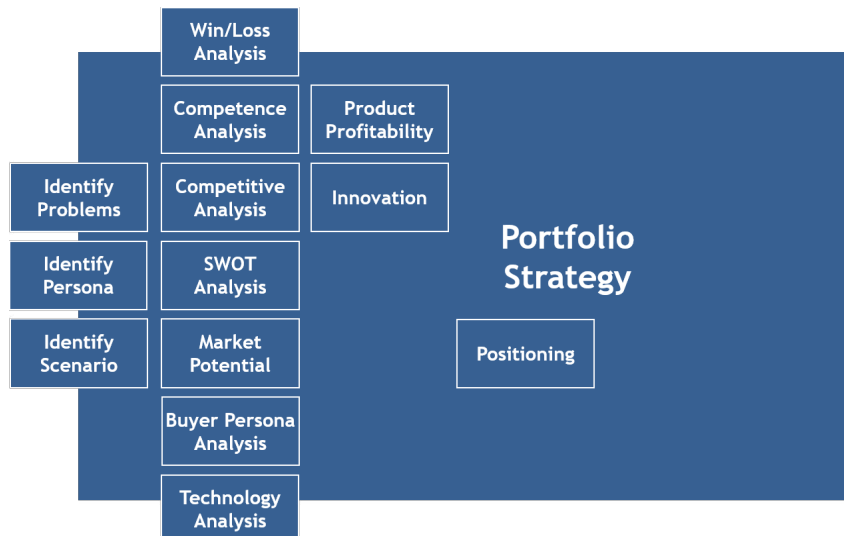 Win/Loss
Analysis
Competence
Analysis
Product
Profitability
Identify
Problems
Competitive
Analysis
Innovation
Portfolio
Strategy
Identify
Persona
SWOT
Analysis
Identify
Scenario
Market
Potential
Positioning
Buyer Persona
Analysis
Technology
Analysis